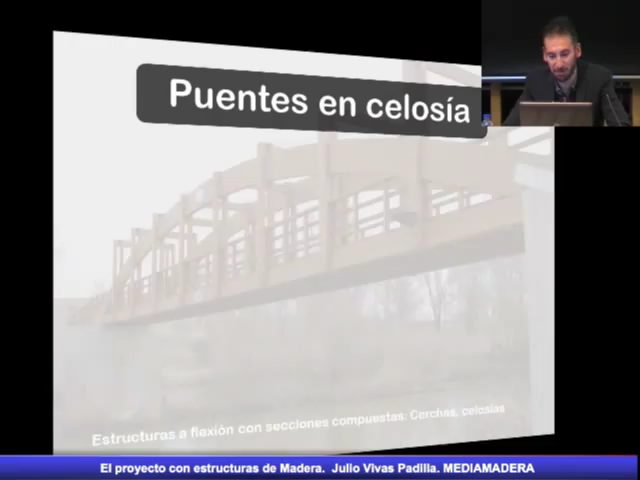 Puentes en celosía
Estructuras a flexión con secciones compuestas: Cerchas, celosías
El proyecto con estructuras de Madera. Julio Vivas Padilla. MEDIAMADERA